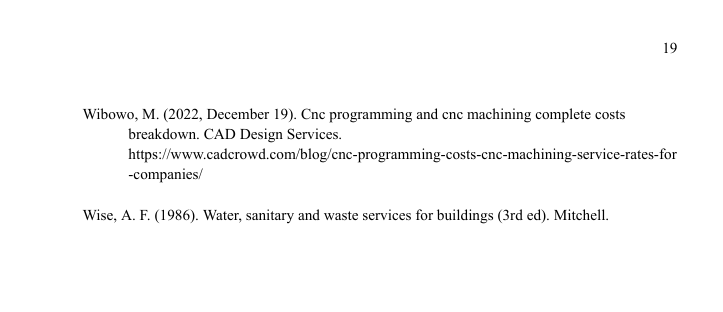 19
Wibowo, M. (2022, December 19). Cnc programming and cnc machining complete costs
breakdown. CAD Design Services.
https://www.cadcrowd.com/blog/cnc-programming-costs-cnc-machining-service-rates-for
-companies/
Wise, A. F. (1986). Water, sanitary and waste services for buildings (3rd ed). Mitchell.